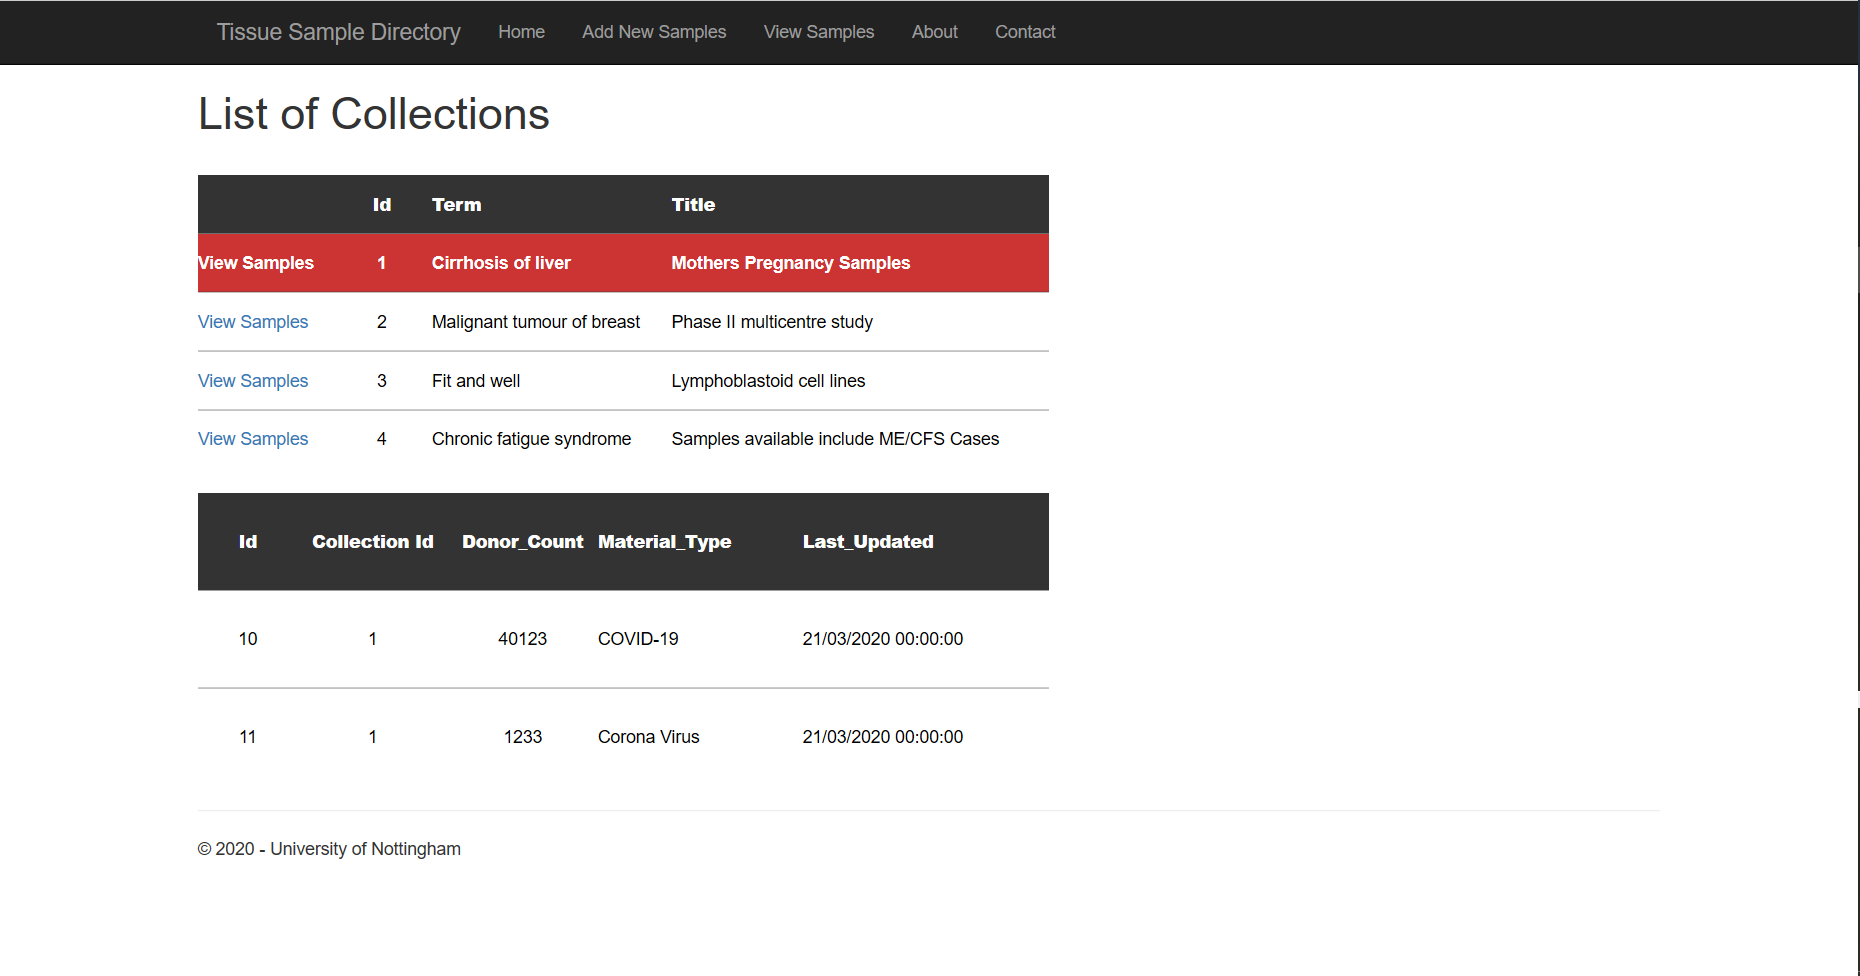 Tissue Sample Directory Home Add New Samples View Samples About Contact
List of Collections
Id Term Title
View Samples 1 Cirrhosis of liver Mothers Pregnancy Samples
View Samples 2 Malignant tumour of breast Phase II multicentre study
View Samples 3 Fit and well Lymphoblastoid cell lines
View Samples 4 Chronic fatigue syndrome Samples available include ME/CFS Cases
Id Collection Id Donor_Count Material_Type Last_Updated
10 1 40123 COVID-19 21/03/2020 00:00:00
11 1 1233 Corona Virus 21/03/2020 00:00:00
© 2020 - University of Nottingham